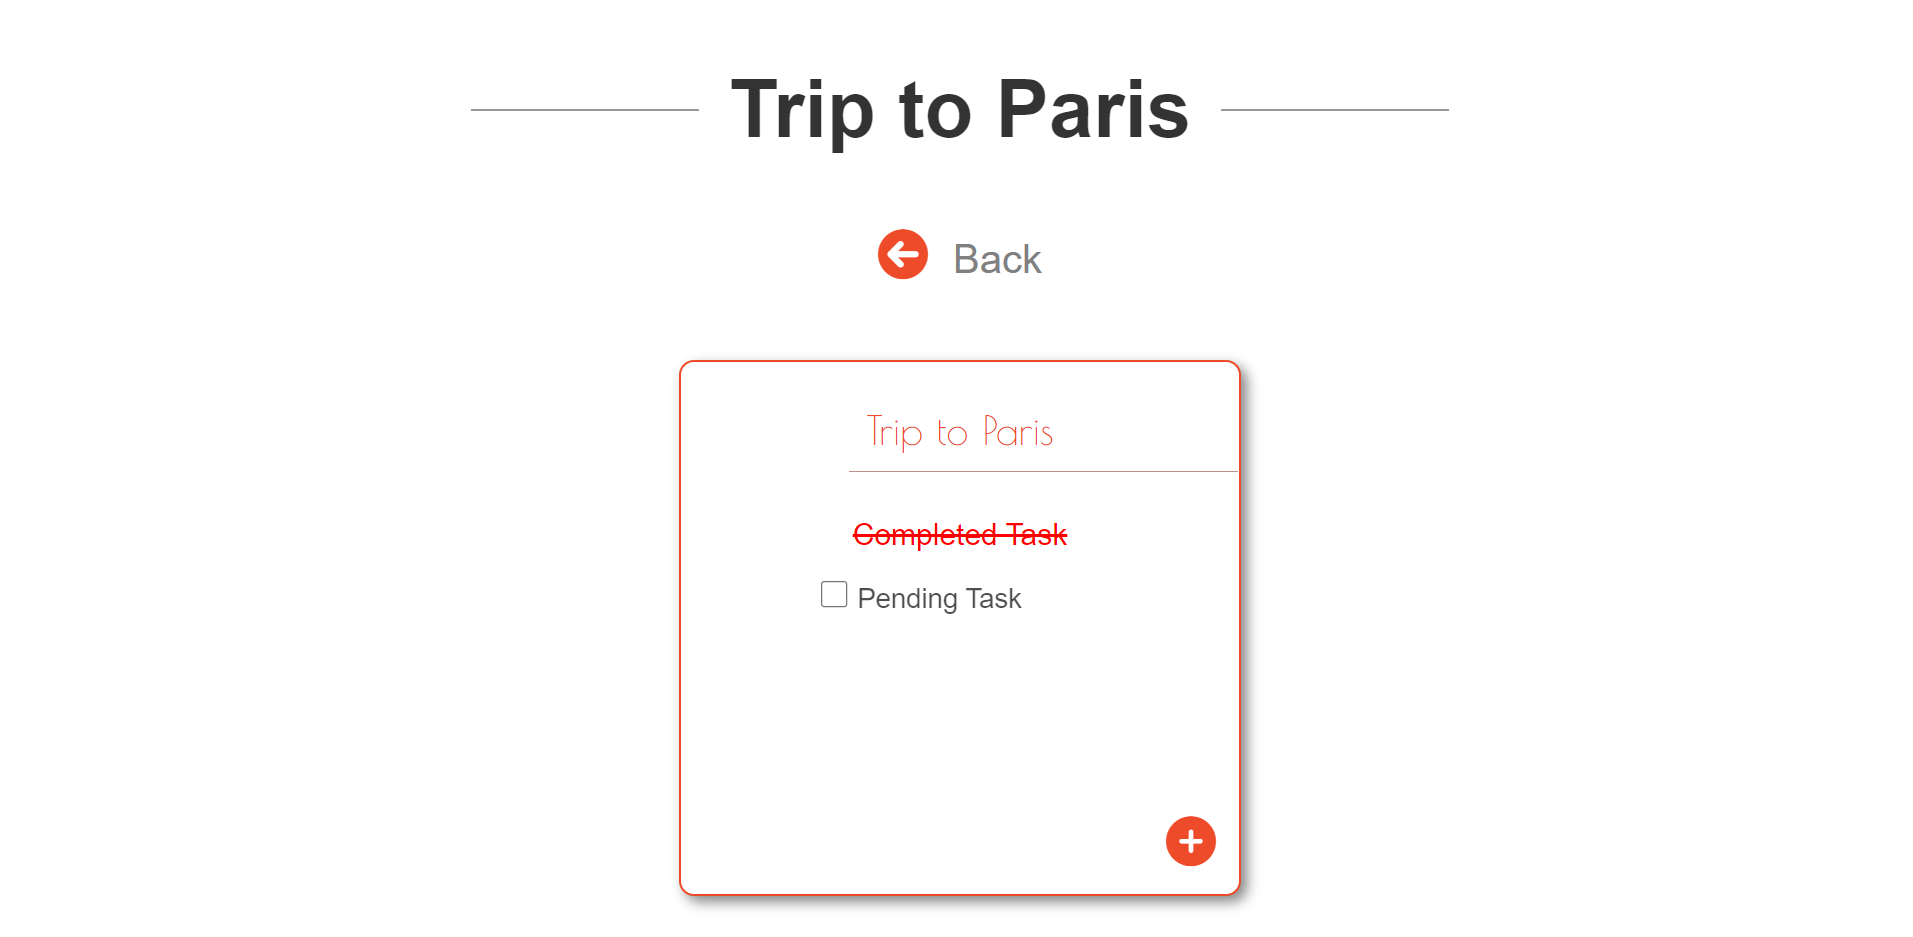 Trip to Paris
Back
Trip to Paris
Completed Task
Pending Task